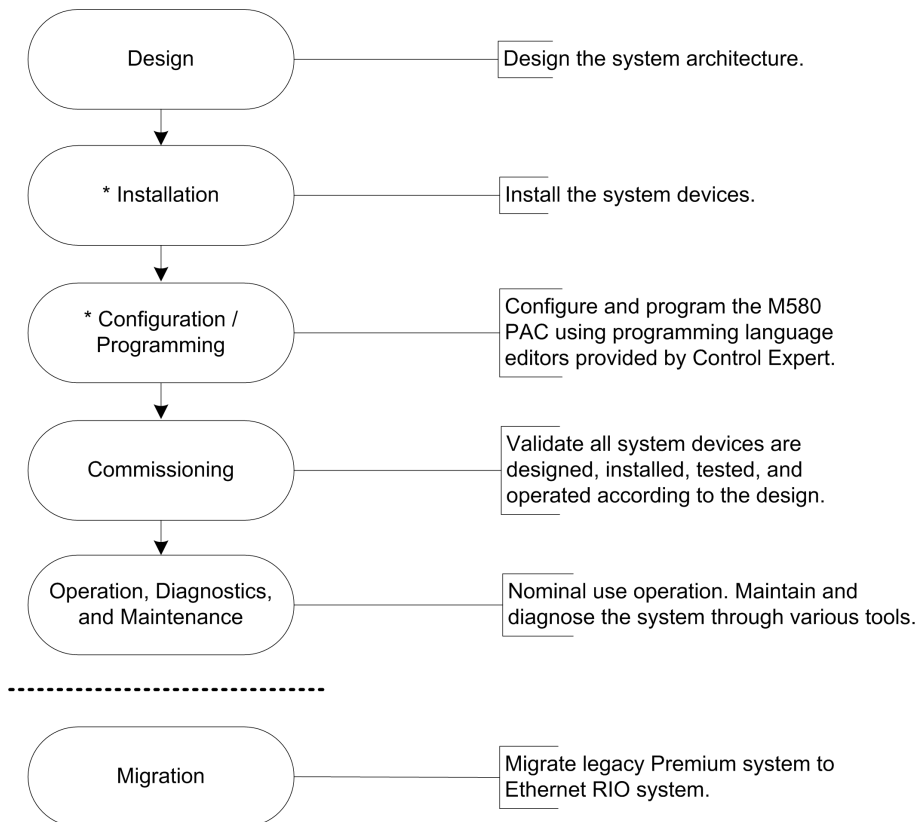 Design
Design the system architecture.
* Installation
Install the system devices.
* Configuration /
Programming
Configure and program the M580
PAC using programming language
editors provided by Control Expert.
Commissioning
Validate all system devices are
designed, installed, tested, and
operated according to the design.
Operation, Diagnostics,
and Maintenance
Nominal use operation. Maintain and
diagnose the system through various tools.
Migration
Migrate legacy Premium system to
Ethernet RIO system.